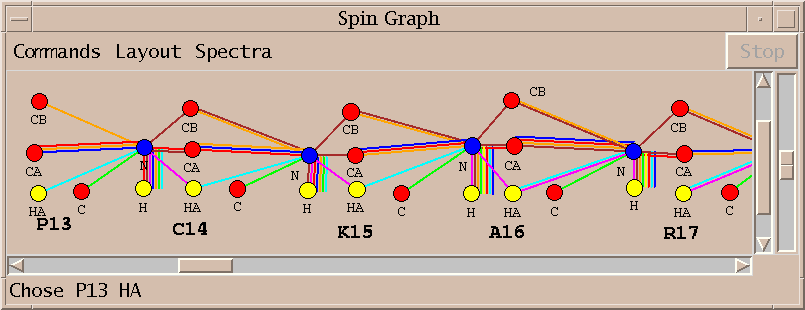 Spin Graph
Commands Layout Spectra
Stop
CB CB CB CB CB
CA N CA N CA N CA N CA
HA C H HA C H HA C H HA C H HA C
P13 C14 K15 A16 R17
Chose P13 HA